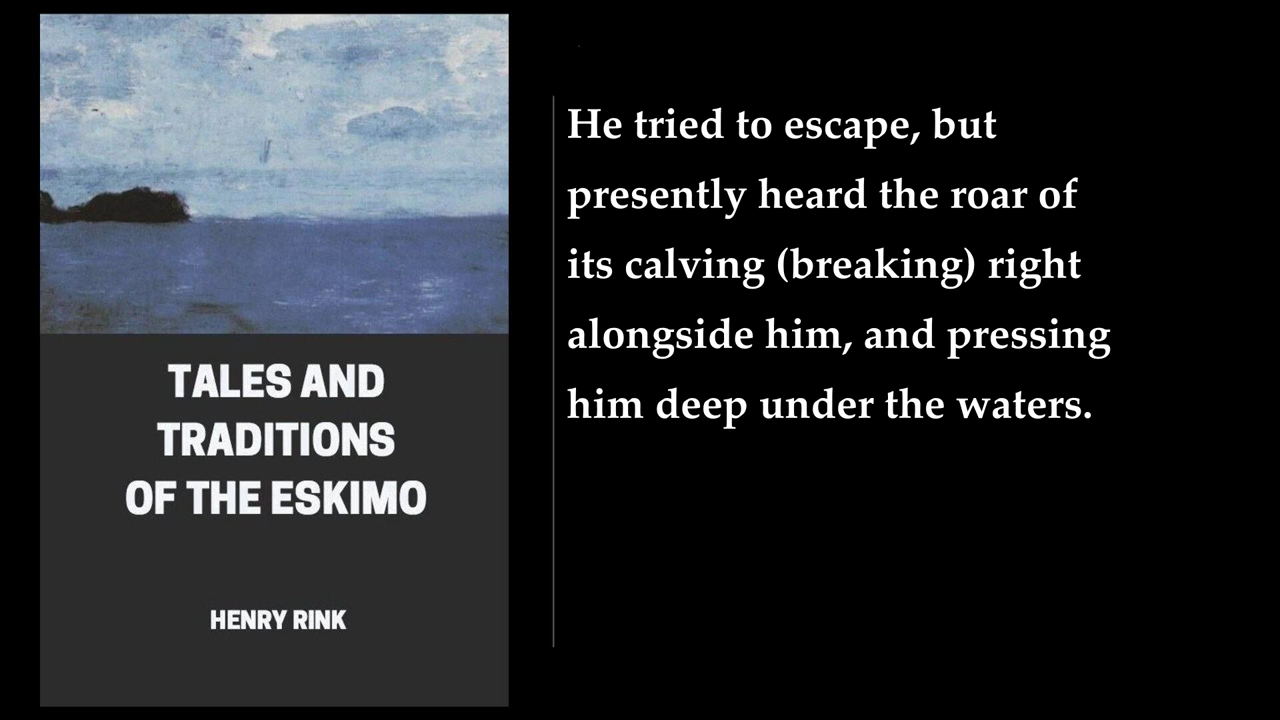 TALES AND
TRADITIONS
OF THE ESKIMO
HENRY RINK
He tried to escape, but
presently heard the roar of
its calving (breaking) right
alongside him, and pressing
him deep under the waters.